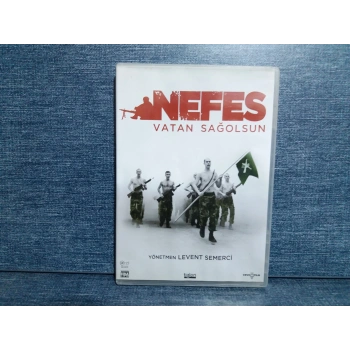 NEFES
VATAN SAĞOLSUN
YÖNETMEN LEVENT SEMERCİ